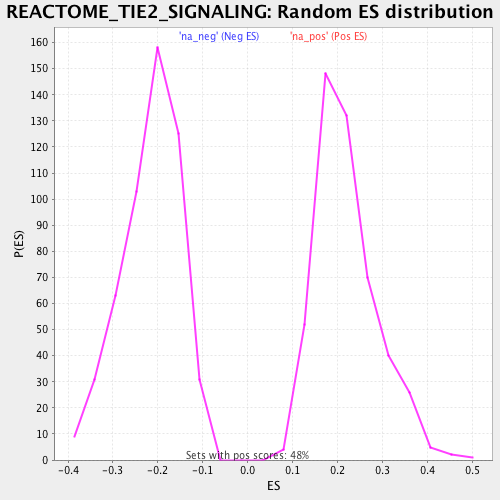 REACTOME_TIE2_SIGNALING: Random ES distribution
'na_neg' (Neg ES) 'na_pos' (Pos ES)
160
150
140
130
120
110
100
90
80
70
60
50
40
30
20
10
0
P(ES)
Sets with pos scores: 48%
-0.4 -0.3 -0.2 -0.1 0.0 0.1 0.2 0.3 0.4 0.5
ES